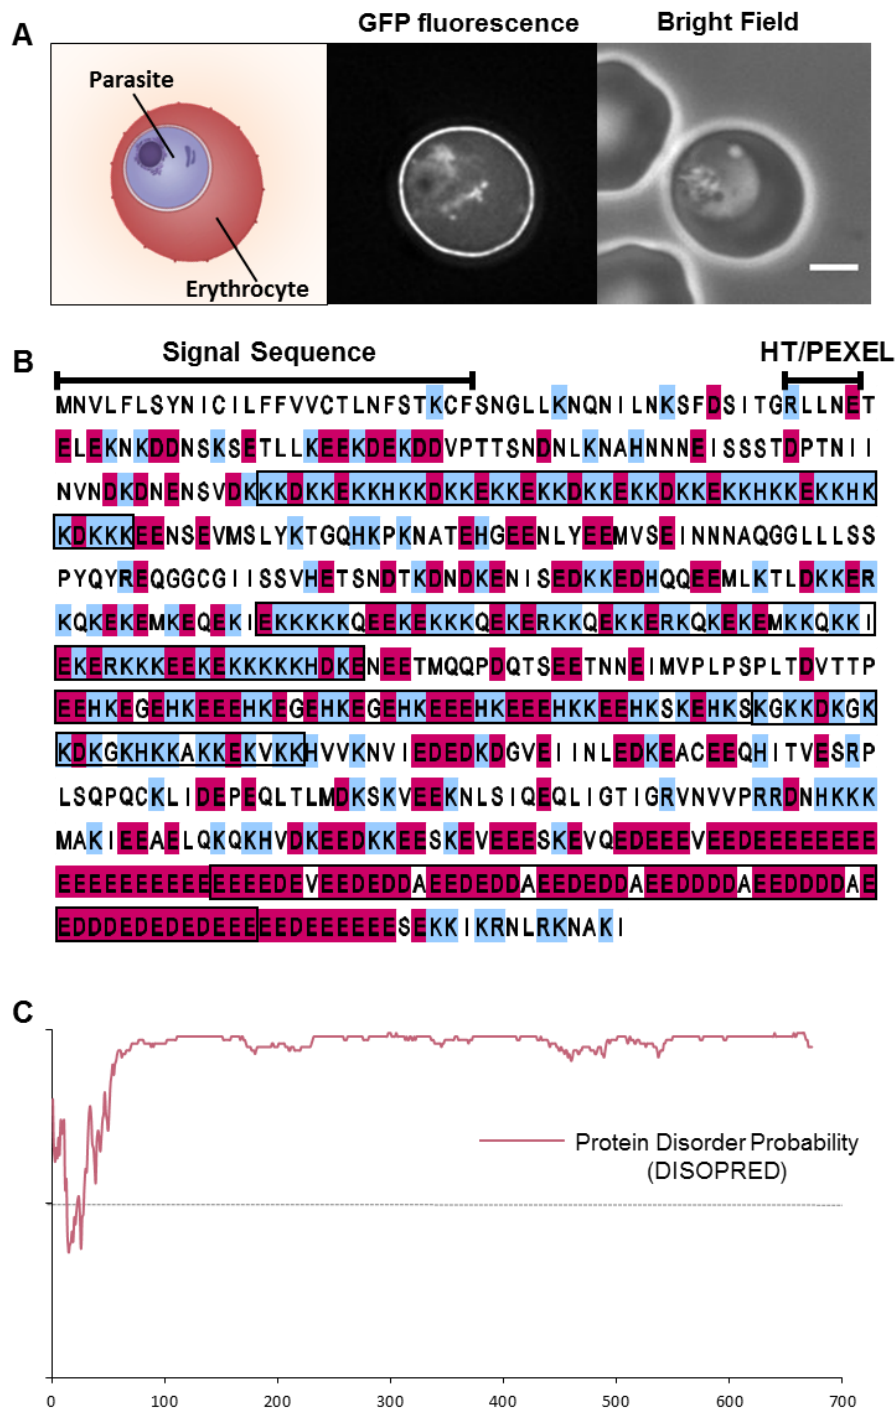 GFP fluorescence
Bright Field
A
Parasite
Erythrocyte
B
Signal Sequence
HT/PEXEL
MNVLFLSYNICILFFVVCTLNFSTKCFSNGLLKNQNILNKSFDSITGRLLNET
ELEKNKDDNSKSETLLKEEKDEKDDVPTTSNDNLKNAHNNNEISSSTDPTNII
NVNDKDNENSVDKKKDKKEKKHKKDKKEKKEKKDKKEKKDKKEKKHKKEKKHK
KDKKKEENSEVMSLYKTGQHKPKNATEHGEENLYEEMVSEINNNAQGGLLLSS
PYQYREQGGCGIISSVHETSNDTKDNDKENISEDKKEDHQQEEMLKTLDKKER
KQKEKEMKEQEKIEKKKKKQEEKEKKKQEKERKKQEKKERKQKEKEMKKQKKI
EKERKKKEEKEKKKKKHDKENEETMQQPDQTSEETNNEIMVPLPSPLTDVTTP
EEHKEGEHKEEEHKEGEHKEGEHKEEEHKEEEHKKEEHKSKEHKSKGKKDKGK
KDKGKHKKAKKEKVKKHVVKNVIEDEDKDGVEIINLEDKEACEEQHITVESRP
LSQPQCKLIDEPEQLTLMDKSKVEEKNLSIQEQLIGTIGRVNVVPRRDNHKKK
MAKIEEAELQKQKHVDKEEDKKEESKEVEEESKEVQEDEEEVEEDEEEEEEEE
EEEEEEEEEEEEEEDEVEEDEDDAEEDEDDAEEDEDDAEEDDDDAEEDDDDAE
EDDDEDEDEDEEEEEDEEEEEESEKKIKRNLRKNAKI
C
Protein Disorder Probability
(DISOPRED)
0 100 200 300 400 500 600 700